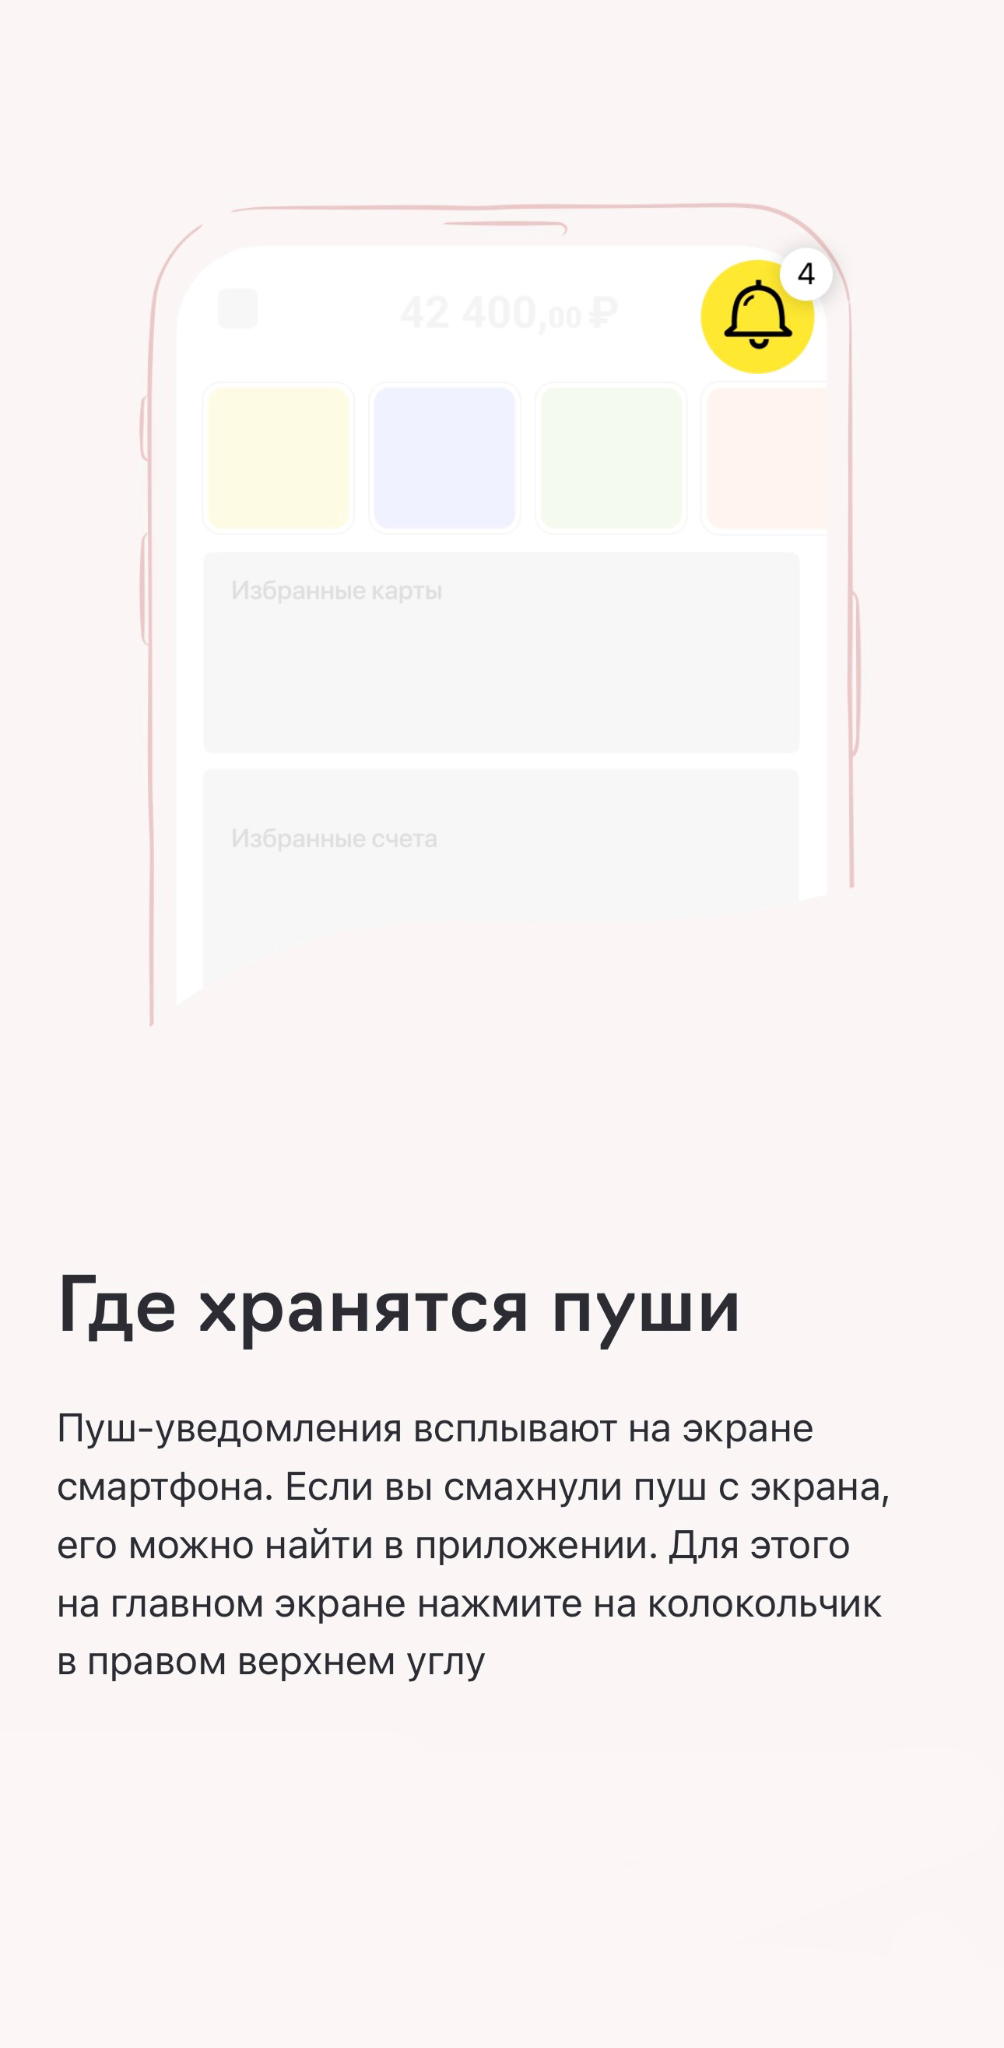 4
42 400,00 ₽
Избранные карты
Избранные счета
Где хранятся пуши
Пуш-уведомления всплывают на экране
смартфона. Если вы смахнули пуш с экрана,
его можно найти в приложении. Для этого
на главном экране нажмите на колокольчик
в правом верхнем углу